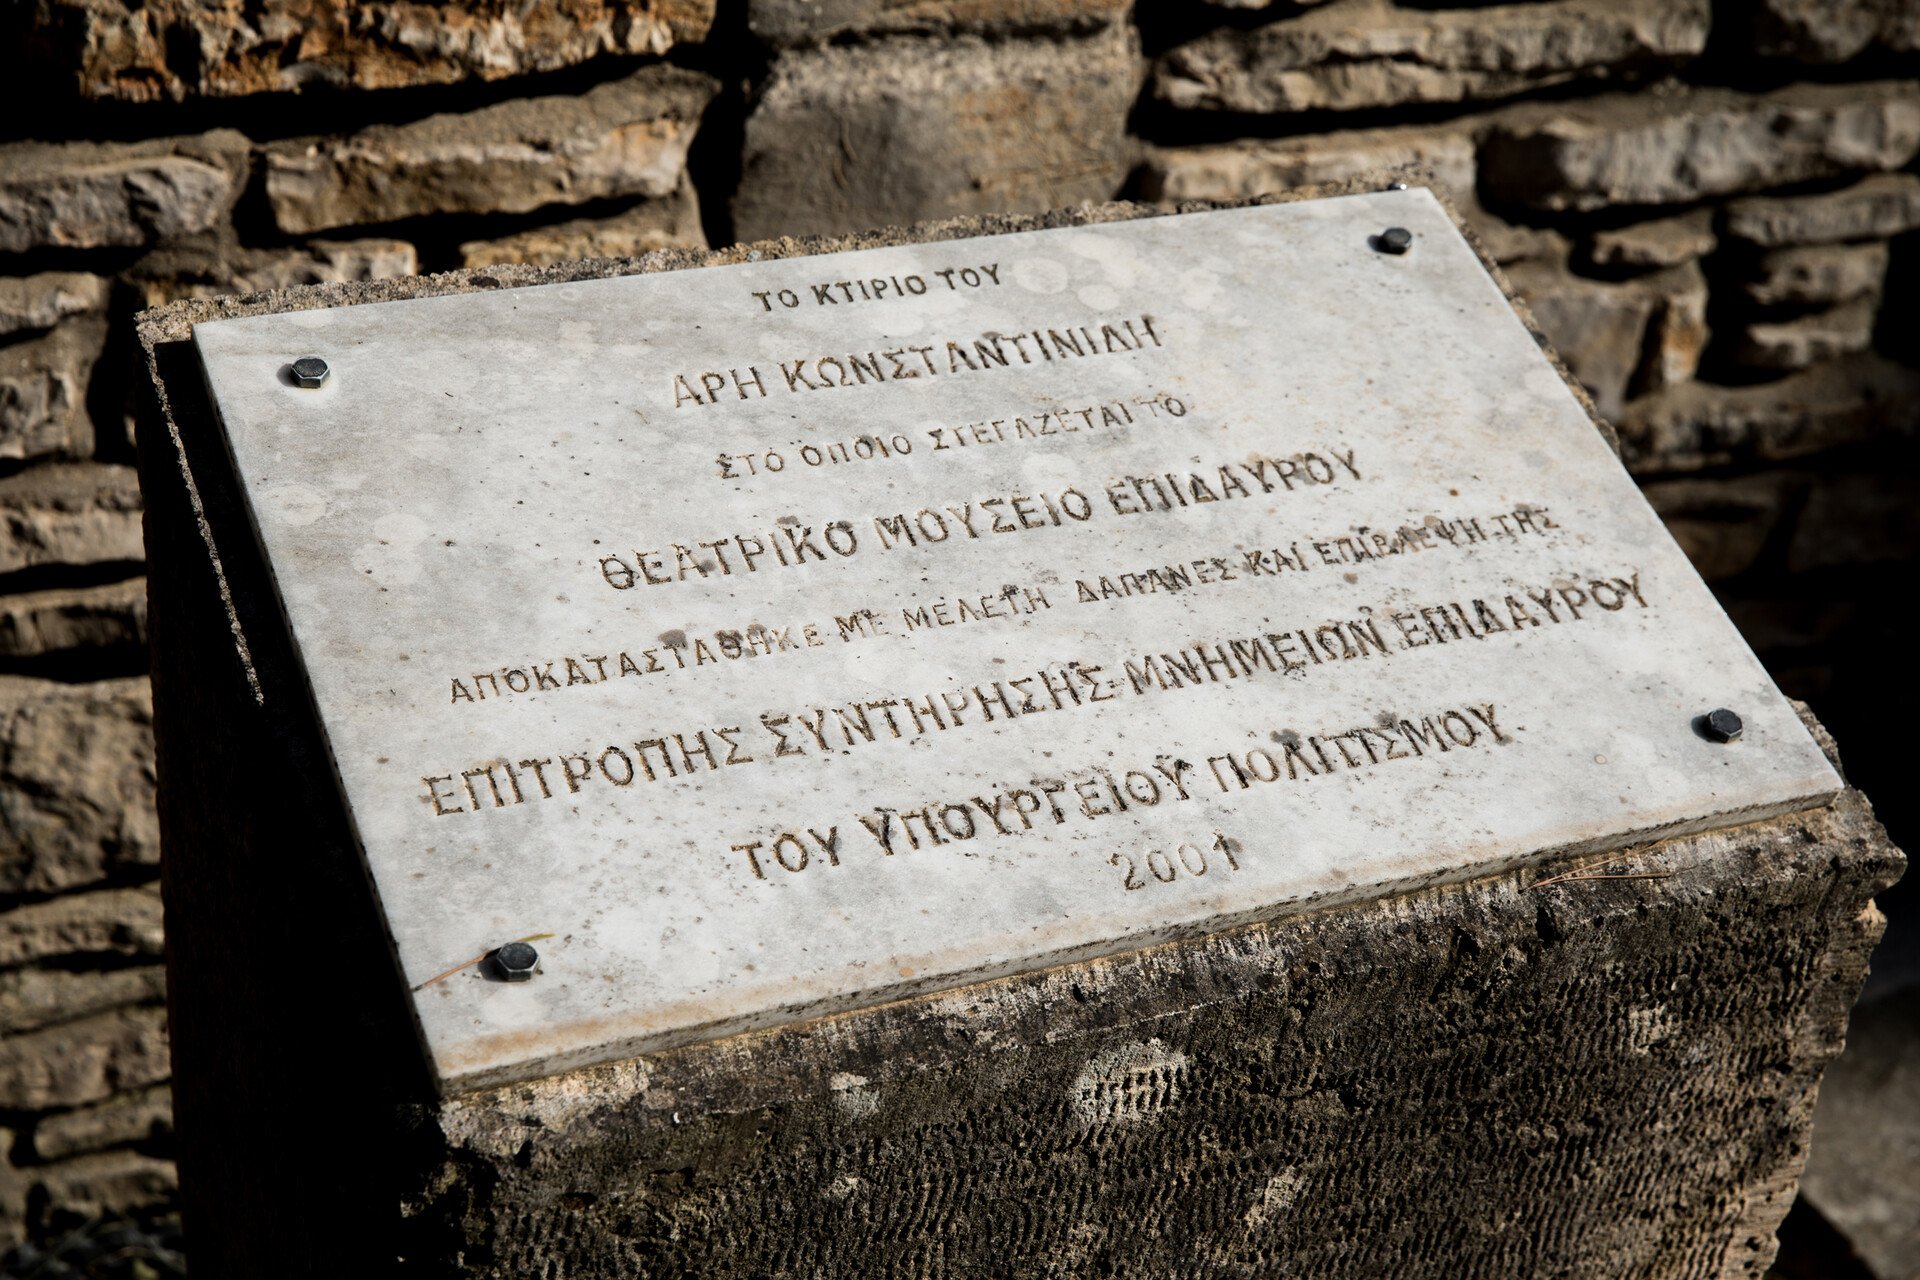 ΤΟ ΚΤΙΡΙΟ ΤΟΥ
ΑΡΗ ΚΩΝΣΤΑΝΤΙΝΙΔΗ
ΣΤΟ ΟΠΟΙΟ ΣΤΕΓΑΖΕΤΑΙ ΤΟ
ΘΕΑΤΡΙΚΟ ΜΟΥΣΕΙΟ ΕΠΙΔΑΥΡΟΥ
ΑΠΟΚΑΤΑΣΤΑΘΗΚΕ ΜΕ ΜΕΛΕΤΗ ΔΑΠΑΝΕΣ ΚΑΙ ΕΠΙΒΛΕΨΗ ΤΗΣ
ΕΠΙΤΡΟΠΗΣ ΣΥΝΤΗΡΗΣΗΣ ΜΝΗΜΕΙΩΝ ΕΠΙΔΑΥΡΟΥ
ΤΟΥ ΥΠΟΥΡΓΕΙΟΥ ΠΟΛΙΤΙΣΜΟΥ
2001